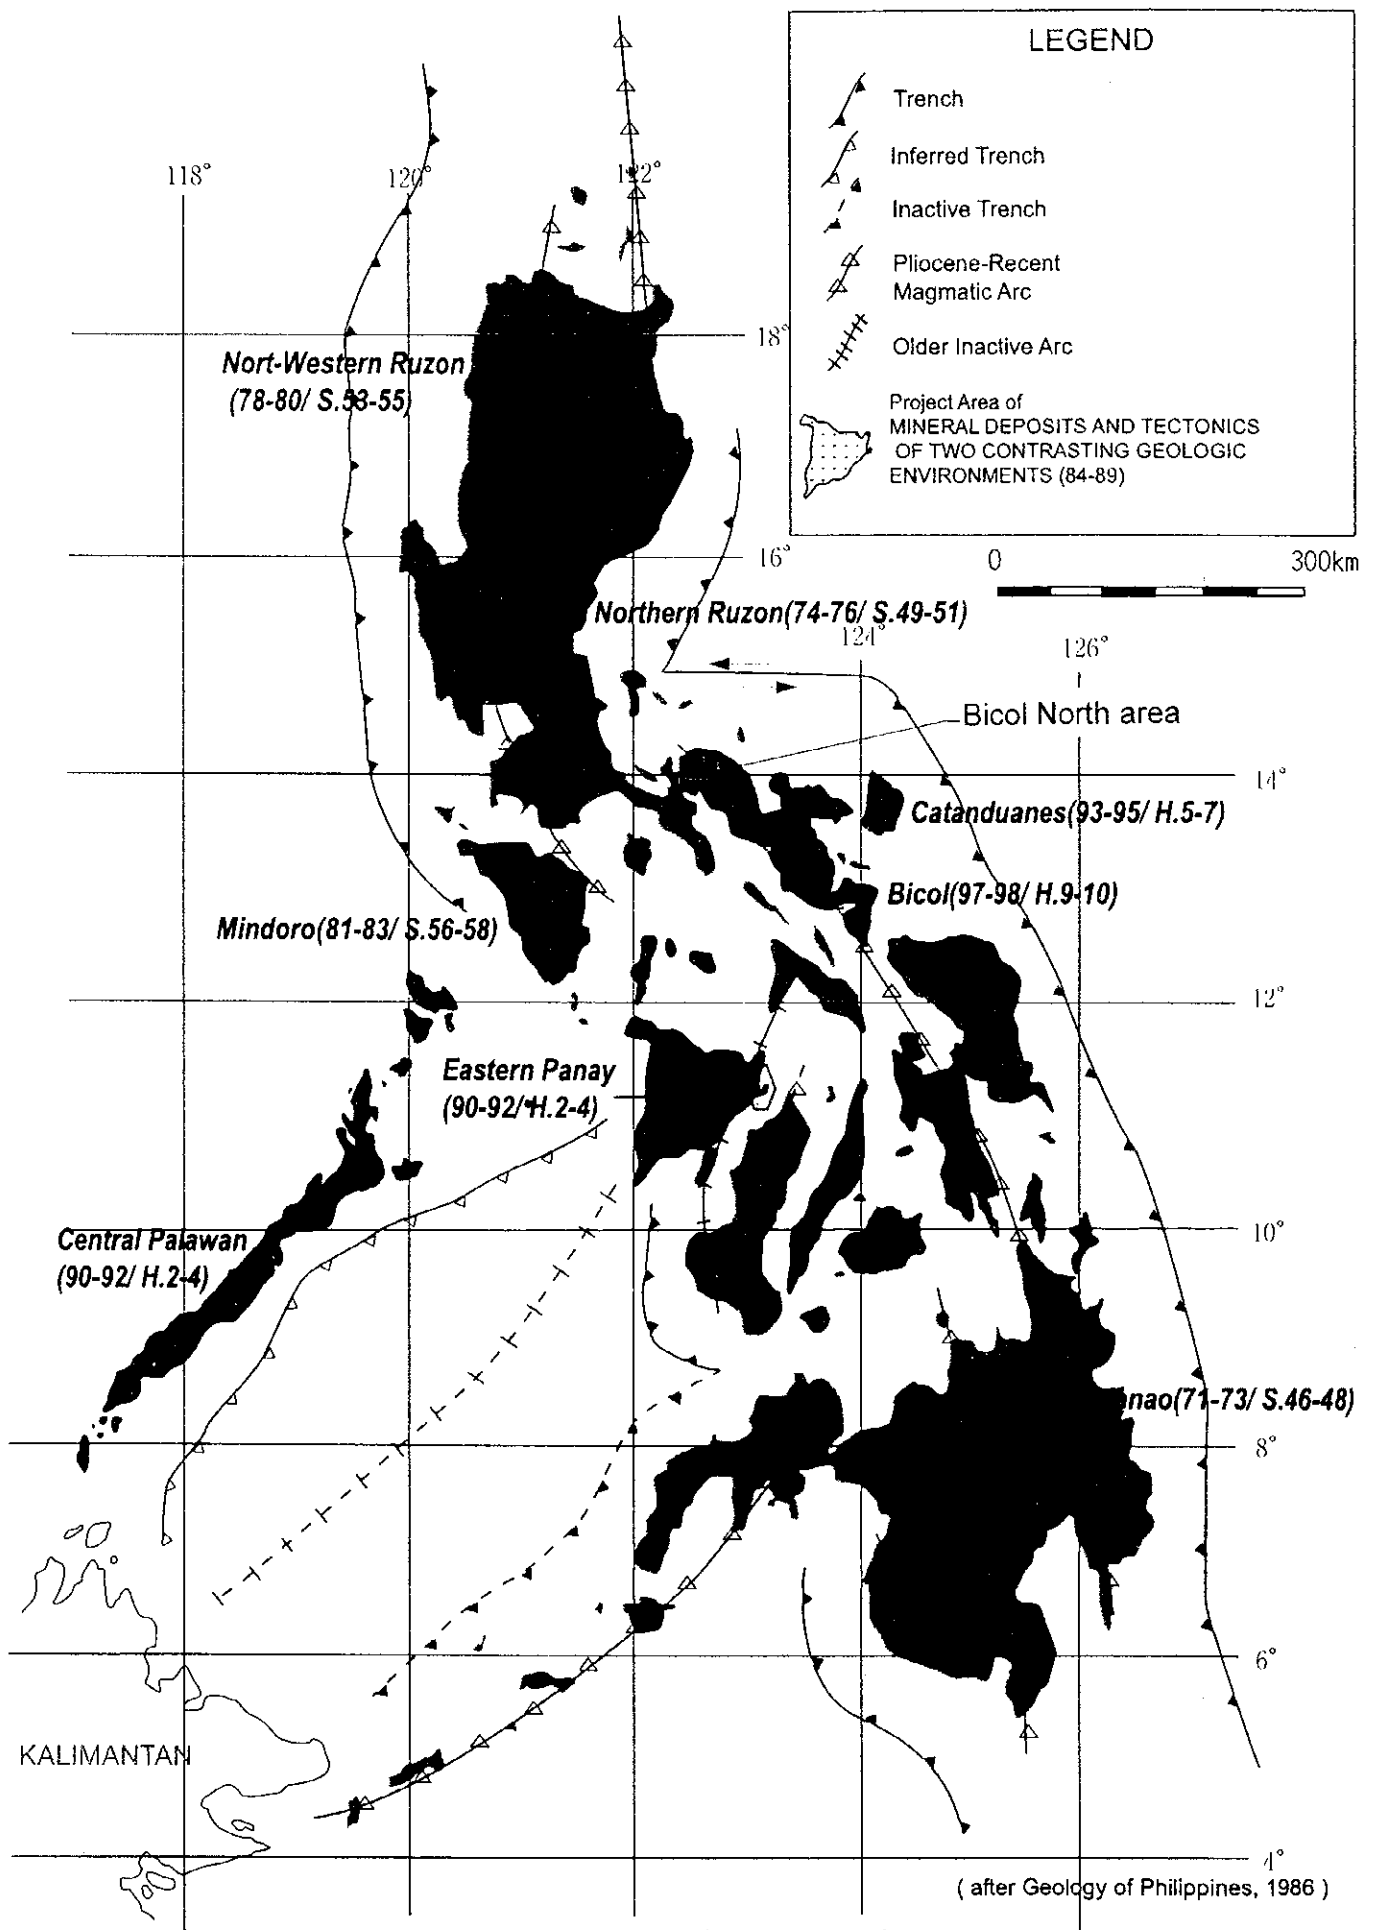 LEGEND
Trench
Inferred Trench
Inactive Trench
Pliocene-Recent
Magmatic Arc
Older Inactive Arc
Project Area of
MINERAL DEPOSITS AND TECTONICS
OF TWO CONTRASTING GEOLOGIC
ENVIRONMENTS (84-89)
0 300km
118° 120° 122°
18°
Nort-Western Ruzon
(78-80/ S.53-55)
16°
Northern Ruzon(74-76/ S.49-51)
124° 126°
Bicol North area
14°
Catanduanes(93-95/ H.5-7)
Bicol(97-98/ H.9-10)
Mindoro(81-83/ S.56-58)
12°
Eastern Panay
(90-92/ H.2-4)
10°
Central Palawan
(90-92/ H.2-4)
nao(71-73/ S.46-48)
8°
6°
KALIMANTAN
4°
( after Geology of Philippines, 1986 )